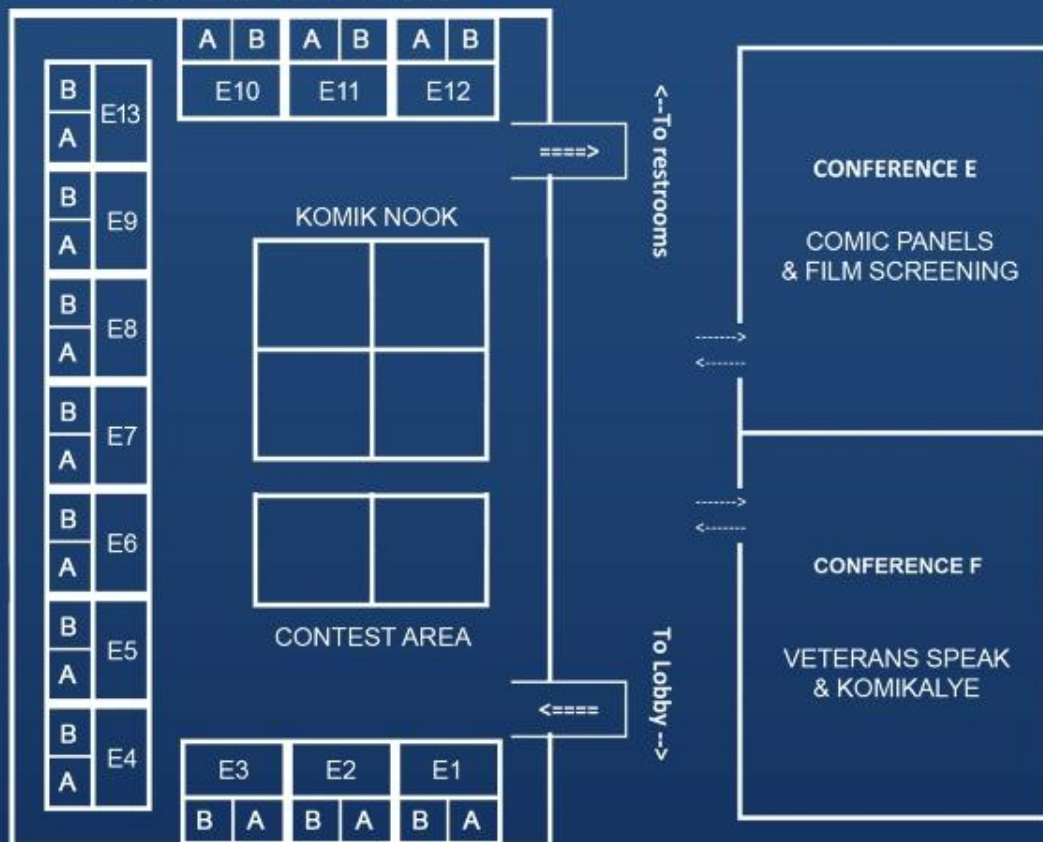 A B A B A B
E10 E11 E12
B
A
E13
B
A
E9
B
A
E8
B
A
E7
B
A
E6
B
A
E5
B
A
E4
====>
KOMIK NOOK
CONTEST AREA
<====
E3 E2 E1
B A B A B A
<--To restrooms
To Lobby -->
CONFERENCE E
COMIC PANELS
& FILM SCREENING
------->
<-------
------->
<-------
CONFERENCE F
VETERANS SPEAK
& KOMIKALYE